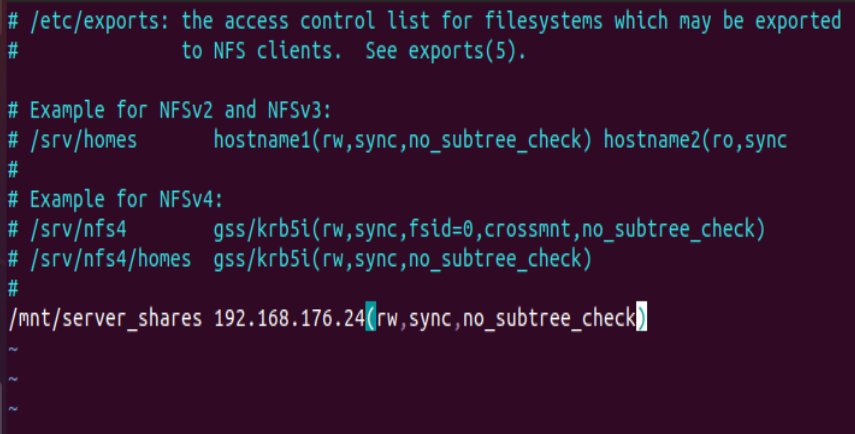 # /etc/exports: the access control list for filesystems which may be exported
#               to NFS clients.  See exports(5).
# Example for NFSv2 and NFSv3:
# /srv/homes       hostname1(rw,sync,no_subtree_check) hostname2(ro,sync
#
# Example for NFSv4:
# /srv/nfs4        gss/krb5i(rw,sync,fsid=0,crossmnt,no_subtree_check)
# /srv/nfs4/homes  gss/krb5i(rw,sync,no_subtree_check)
#
/mnt/server_shares 192.168.176.24(rw,sync,no_subtree_check)
~
~
~